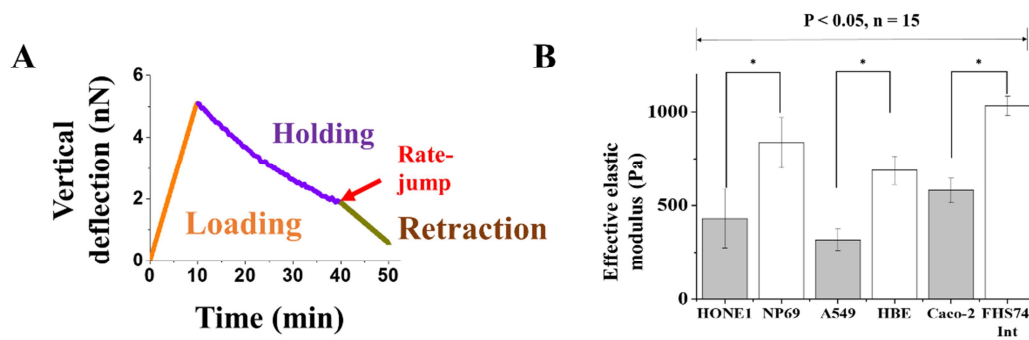 A
Vertical
deflection (nN)
6
4
2
0
Holding
Rate-
jump
Loading
Retraction
0 10 20 30 40 50
Time (min)
B
P < 0.05, n = 15
* * *
Effective elastic
modulus (Pa)
1000
500
0
HONE1 NP69 A549 HBE Caco-2 FHS74
Int